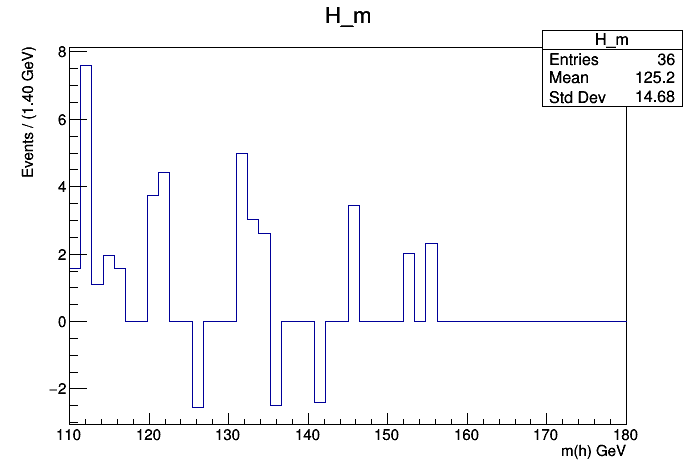 H_m
H_m
Entries 36
Mean 125.2
Std Dev 14.68
Events / (1.40 GeV)
8
6
4
2
0
−2
110 120 130 140 150 160 170 180
m(h) GeV